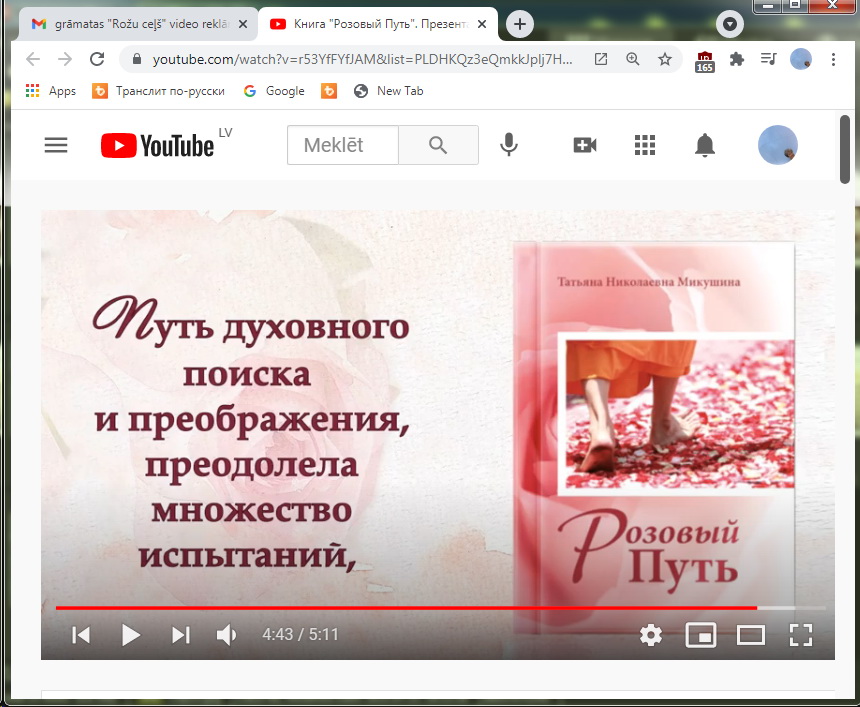 grāmatas "Rožu ceļš" video reklā
Книга "Розовый Путь". Презент
youtube.com/watch?v=r53YfFYfJAM&list=PLDHKQz3eQmkkJpIj7H...
165
Apps
Транслит по-русски
Google
New Tab
YouTube LV
Meklēt
Татьяна Николаевна Микушина
Путь духовного
поиска
и преображения,
преодолела
множество
испытаний,
Розовый
Путь
4:43 / 5:11